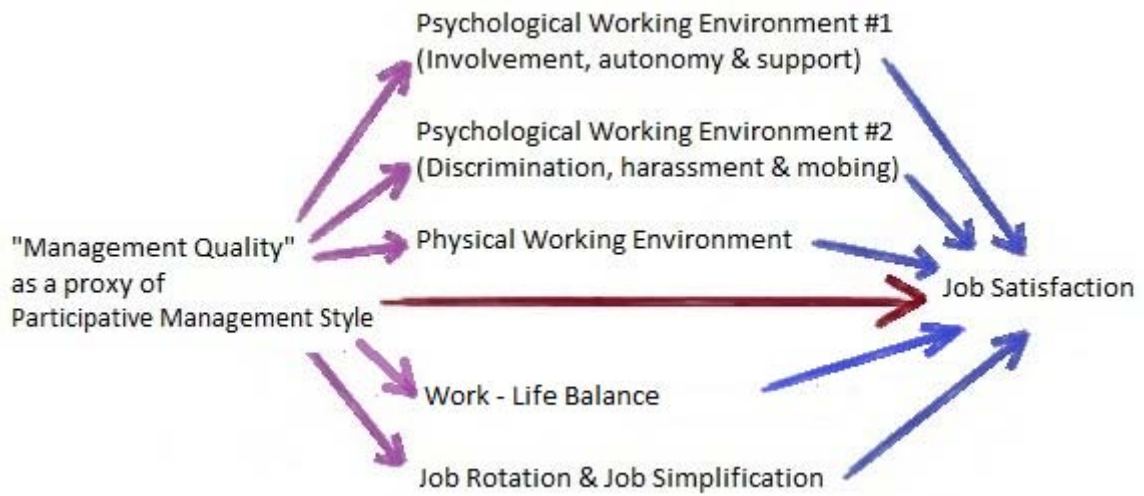 Psychological Working Environment #1
(Involvement, autonomy & support)
Psychological Working Environment #2
(Discrimination, harassment & mobing)
"Management Quality"
as a proxy of
Participative Management Style
Physical Working Environment
Job Satisfaction
Work - Life Balance
Job Rotation & Job Simplification